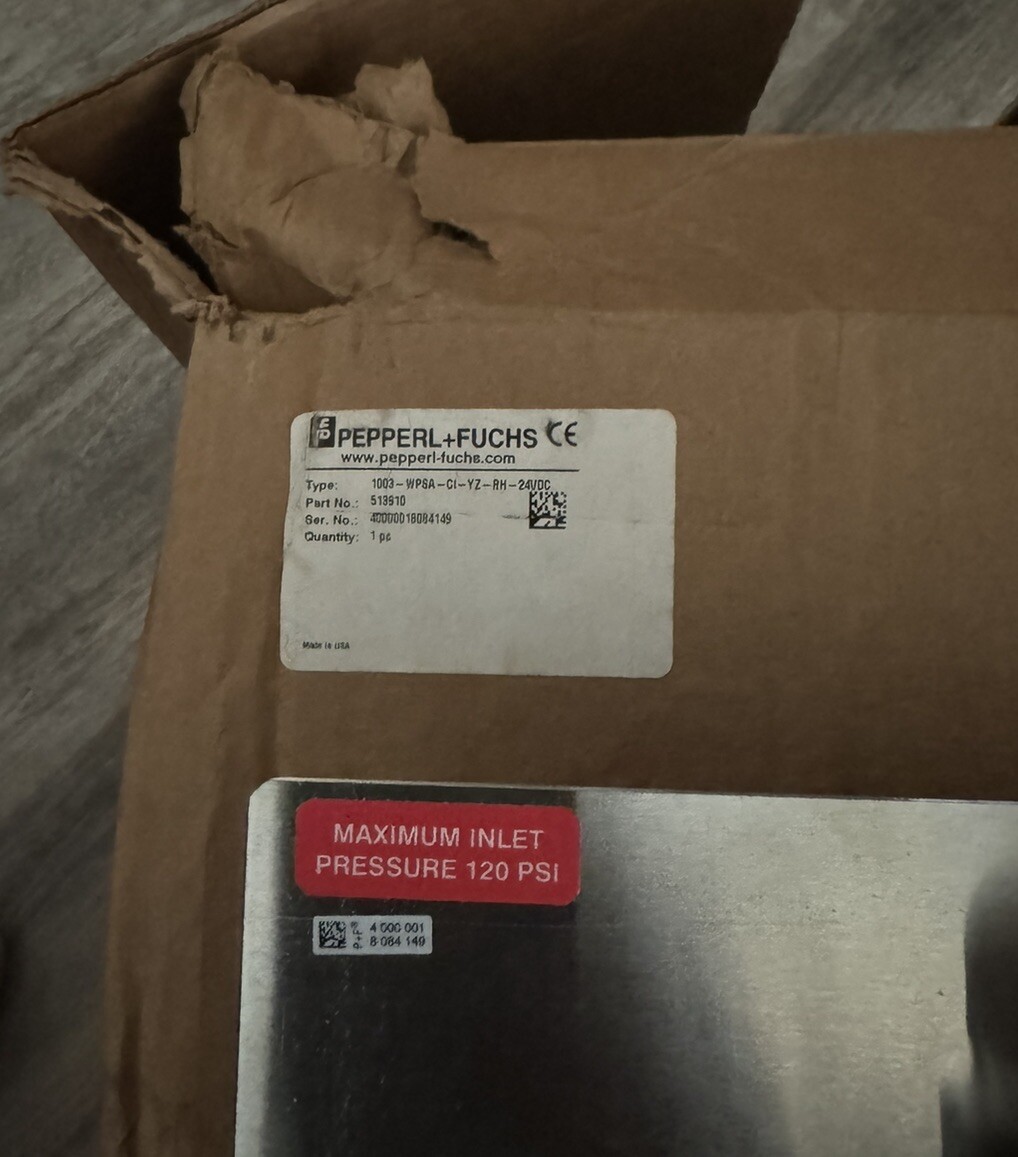 PEPPERL+FUCHS CE
www.pepperl-fuchs.com
Type: 1003-WPSA-CI-YZ-RH-24VDC
Part No.: 513910
Ser. No.: 40000018084149
Quantity: 1 pc
Made in USA
MAXIMUM INLET
PRESSURE 120 PSI
P+F® 4 000 001
8 084 149